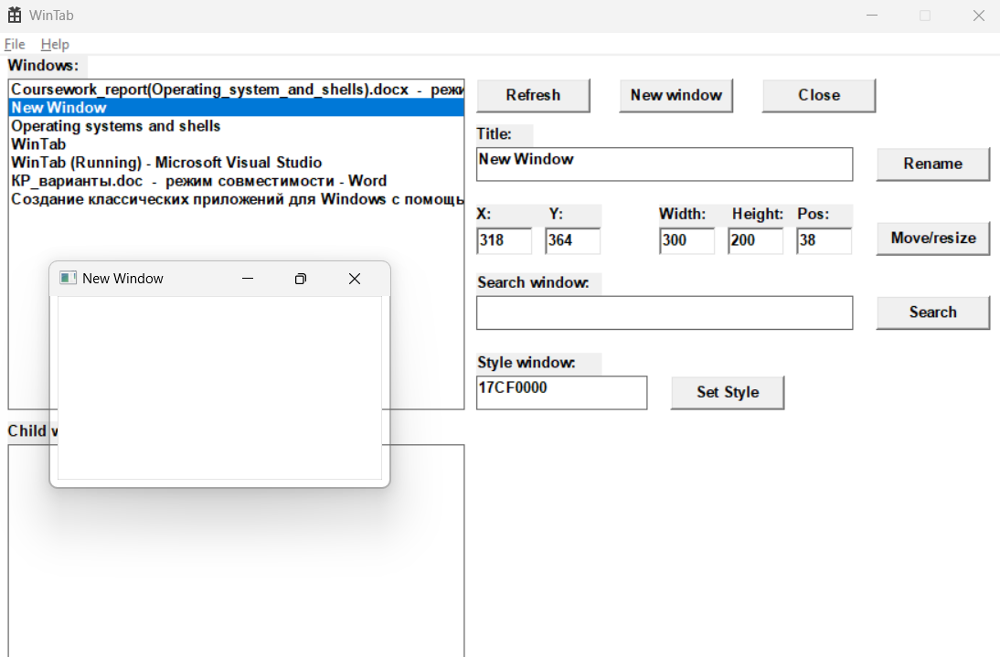 WinTab
File Help
Windows:
Coursework_report(Operating_system_and_shells).docx - режи
New Window
Operating systems and shells
WinTab
WinTab (Running) - Microsoft Visual Studio
КР_варианты.doc - режим совместимости - Word
Создание классических приложений для Windows с помощь
Refresh New window Close
Title:
New Window
Rename
X: Y: Width: Height: Pos:
318 364 300 200 38
Move/resize
Search window:
Search
Style window:
17CF0000
Set Style
New Window
Child